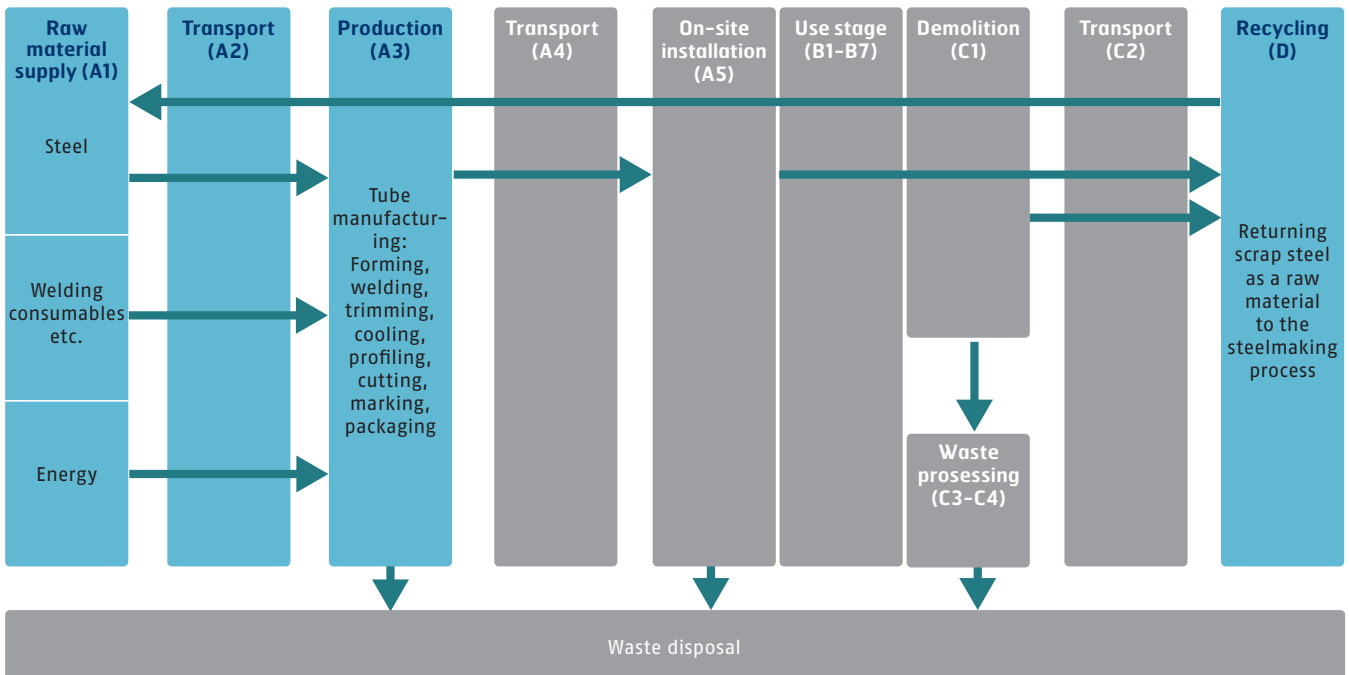 Raw
material
supply (A1)
Transport
(A2)
Production
(A3)
Transport
(A4)
On-site
installation
(A5)
Use stage
(B1-B7)
Demolition
(C1)
Transport
(C2)
Recycling
(D)
Steel
Welding
consumables
etc.
Energy
Tube
manufactur-
ing:
Forming,
welding,
trimming,
cooling,
profiling,
cutting,
marking,
packaging
Waste
prosessing
(C3-C4)
Returning
scrap steel
as a raw
material
to the
steelmaking
process
Waste disposal